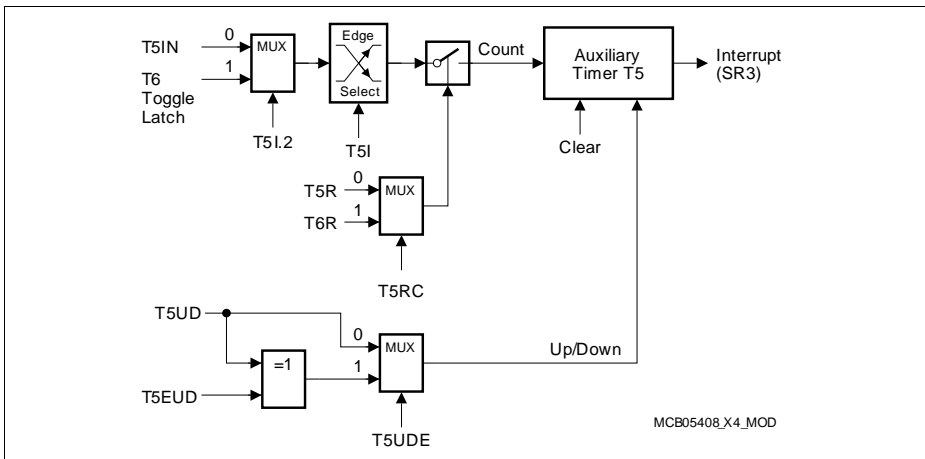 T5IN
0
MUX
T6
Toggle
Latch
1
T5I.2
Edge
Select
T5I
Count
Auxiliary
Timer T5
Interrupt
(SR3)
Clear
T5R
0
MUX
T6R
1
T5RC
T5UD
0
MUX
=1
1
T5EUD
Up/Down
T5UDE
MCB05408_X4_MOD